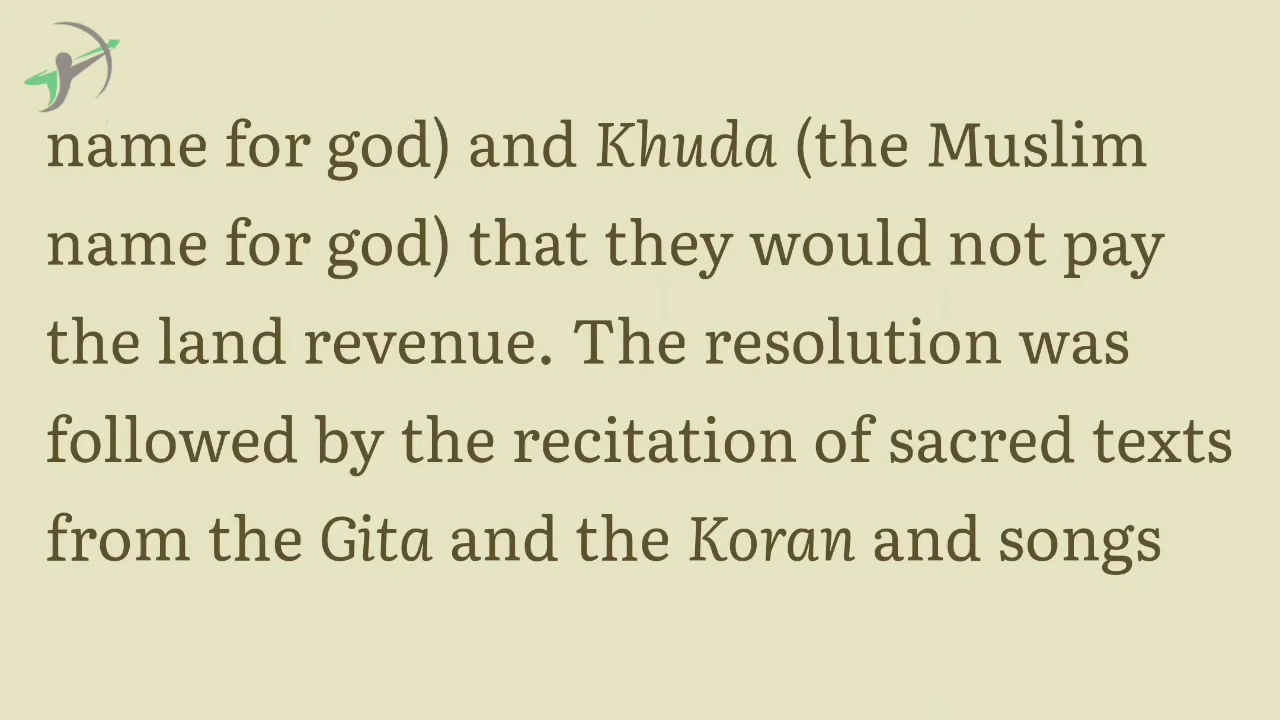 name for god) and Khuda (the Muslim
name for god) that they would not pay
the land revenue. The resolution was
followed by the recitation of sacred texts
from the Gita and the Koran and songs